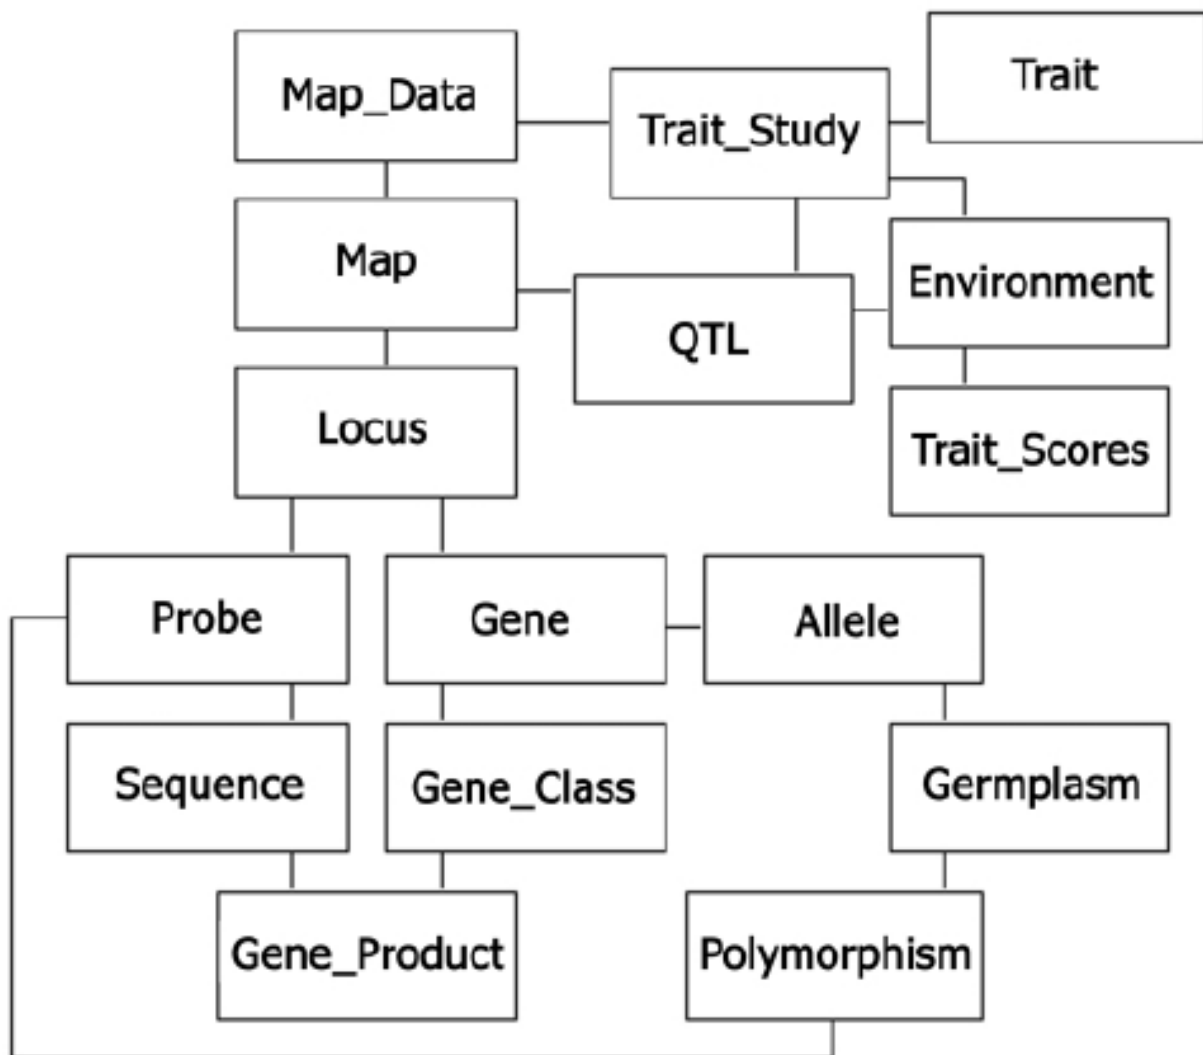 Map_Data
Trait_Study
Trait
Map
QTL
Environment
Locus
Trait_Scores
Probe
Gene
Allele
Sequence
Gene_Class
Germplasm
Gene_Product
Polymorphism